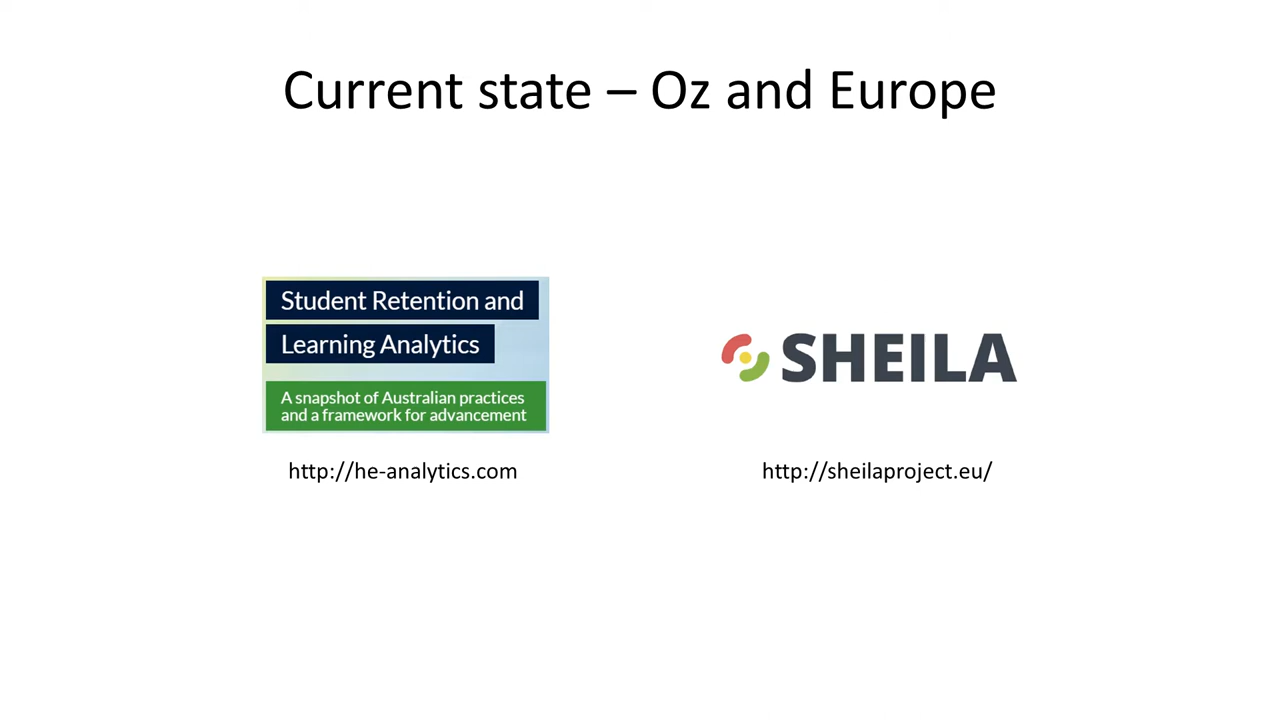 Current state – Oz and Europe
Student Retention and
Learning Analytics
A snapshot of Australian practices
and a framework for advancement
SHEILA
http://he-analytics.com
http://sheilaproject.eu/